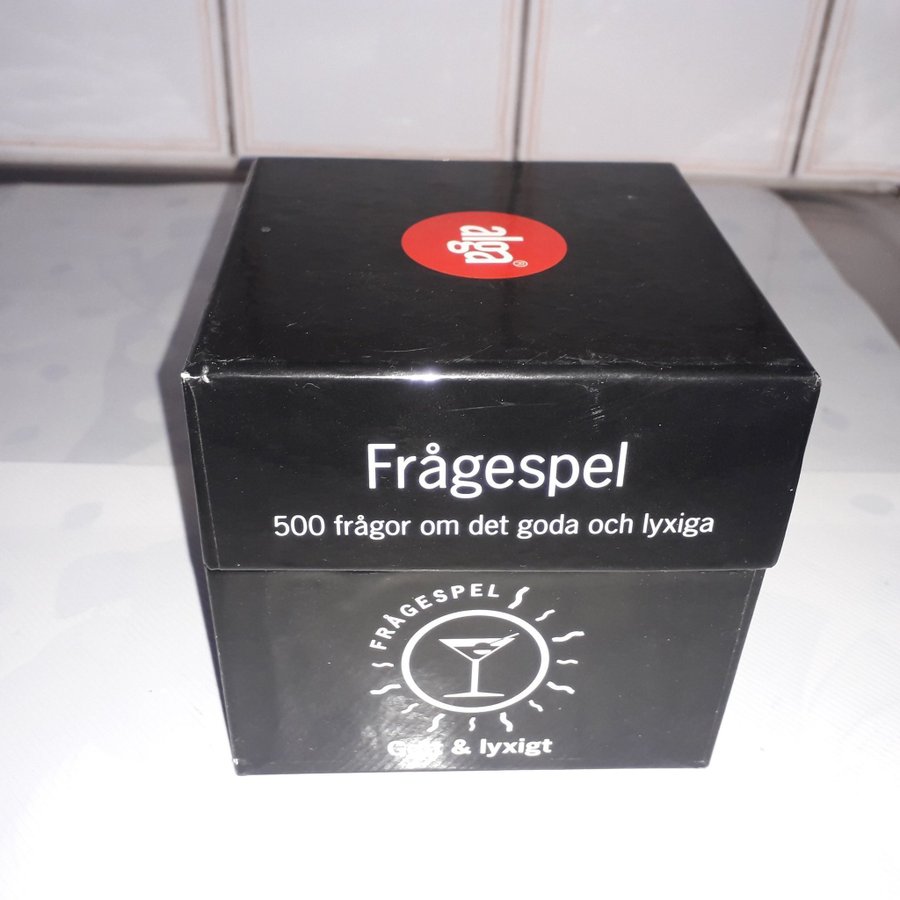 alga®
Frågespel
500 frågor om det goda och lyxiga
FRÅGESPEL
& lyxigt